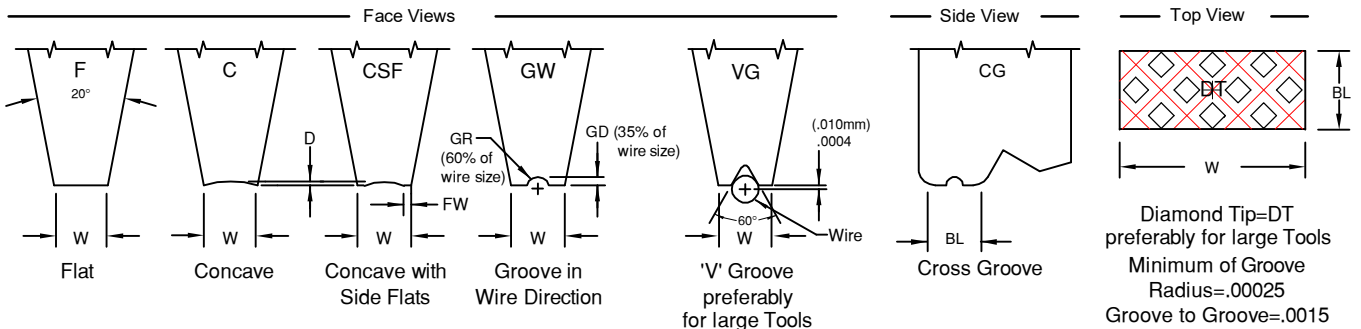 Face Views
Side View
Top View
F
20°
C
CSF
GW
VG
CG
DT
BL
W
D
FW
GR
(60% of
wire size)
GD (35% of
wire size)
(.010mm)
.0004
60°
Wire
W
W
W
W
BL
Flat
Concave
Concave with
Side Flats
Groove in
Wire Direction
'V' Groove
preferably
for large Tools
Cross Groove
Diamond Tip=DT
preferably for large Tools
Minimum of Groove
Radius=.00025
Groove to Groove=.0015